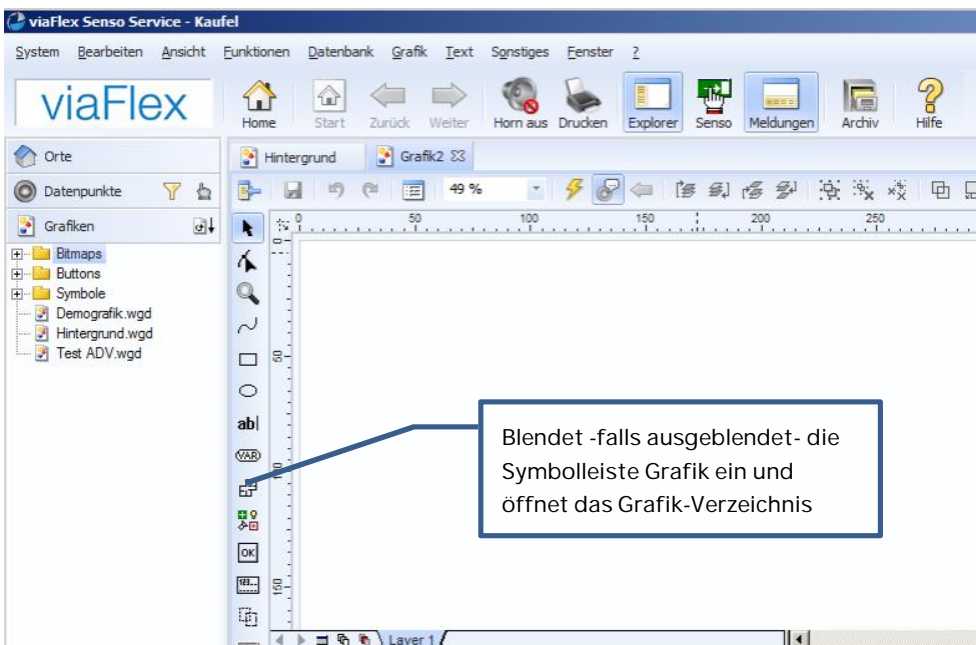 viaFlex Senso Service - Kaufel
System Bearbeiten Ansicht Funktionen Datenbank Grafik Text Sonstiges Fenster ?
viaFlex
Home Start Zurück Weiter Horn aus Drucken Explorer Senso Meldungen Archiv Hilfe
Orte
Hintergrund Grafik2
Datenpunkte
49 %
Grafiken
0 50 100 150 200 250
Bitmaps
Buttons
Symbole
Demografik.wgd
Hintergrund.wgd
Test ADV.wgd
0
50
100
150
ab|
VAR
OK
123...
Blendet -falls ausgeblendet- die
Symbolleiste Grafik ein und
öffnet das Grafik-Verzeichnis
Layer 1